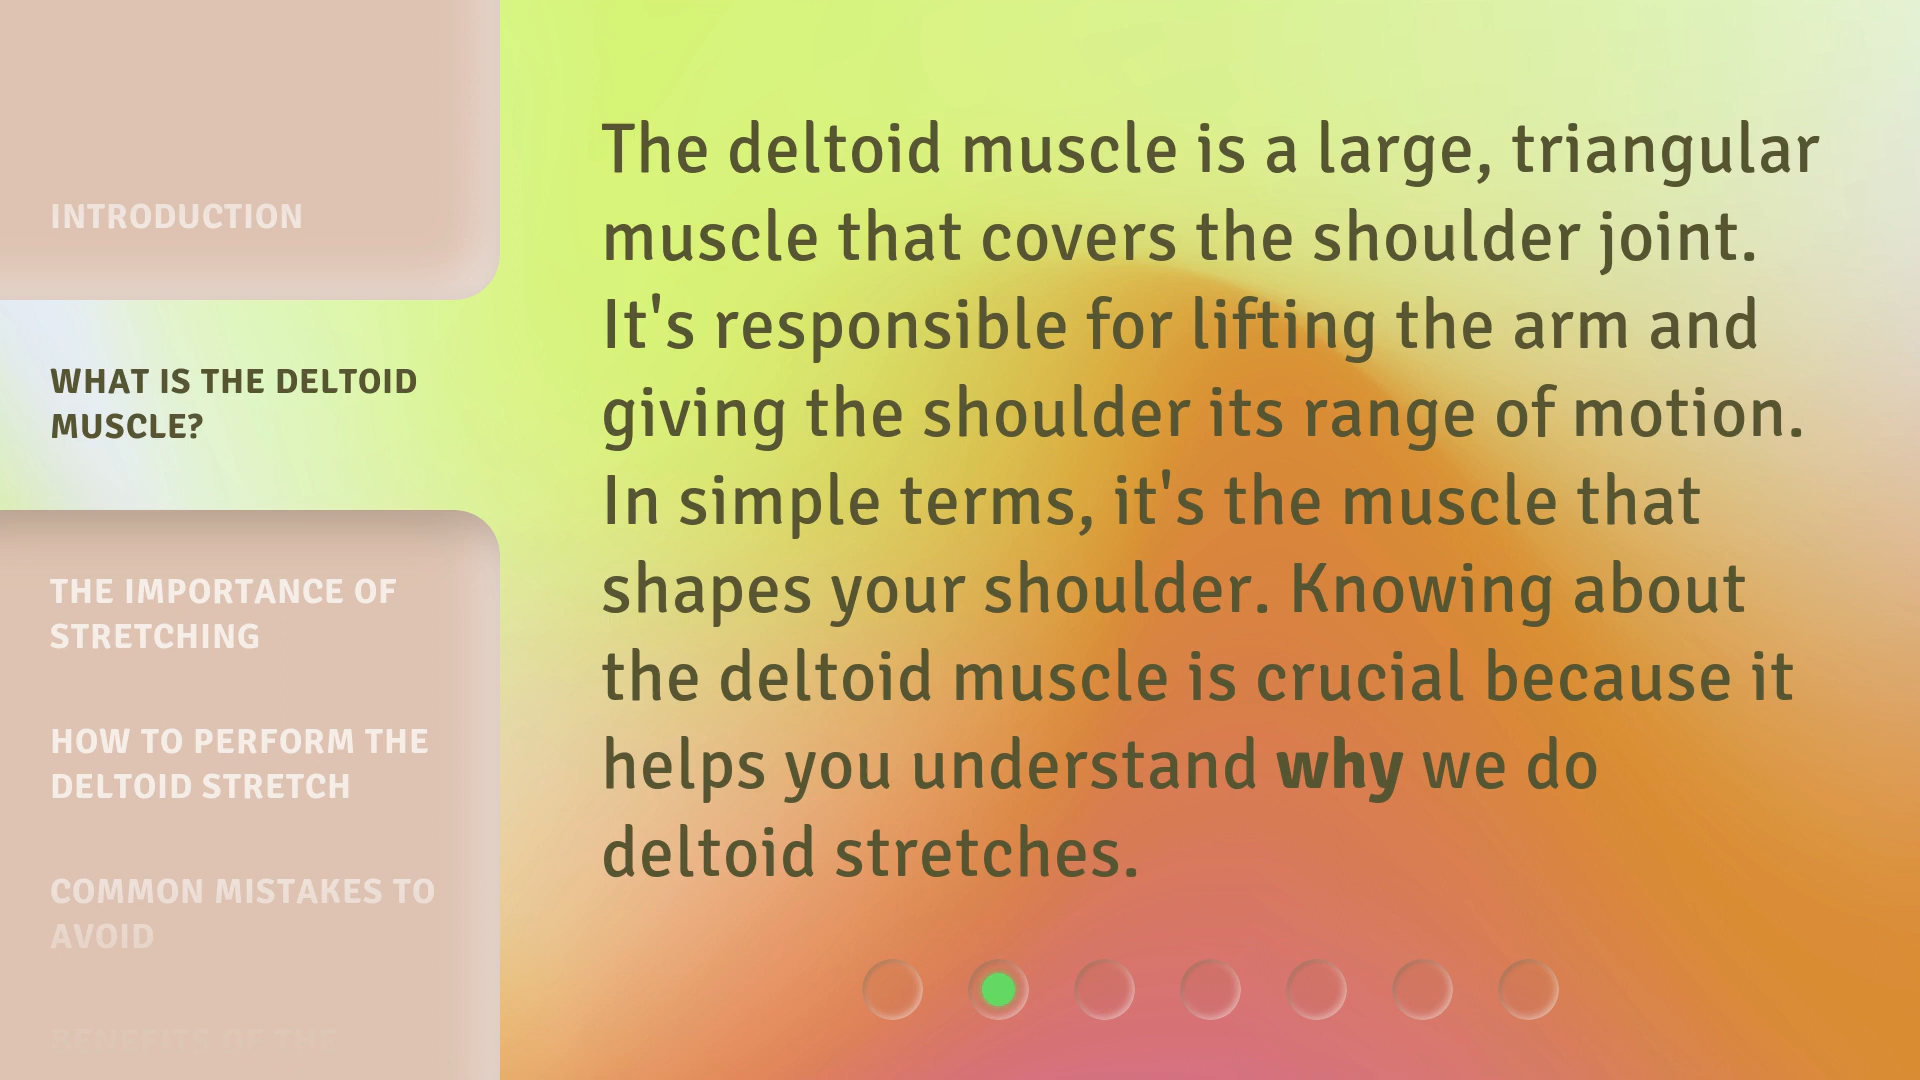 INTRODUCTION
WHAT IS THE DELTOID
MUSCLE?
THE IMPORTANCE OF
STRETCHING
HOW TO PERFORM THE
DELTOID STRETCH
COMMON MISTAKES TO
AVOID
BENEFITS OF THE
The deltoid muscle is a large, triangular
muscle that covers the shoulder joint.
It's responsible for lifting the arm and
giving the shoulder its range of motion.
In simple terms, it's the muscle that
shapes your shoulder. Knowing about
the deltoid muscle is crucial because it
helps you understand why we do
deltoid stretches.